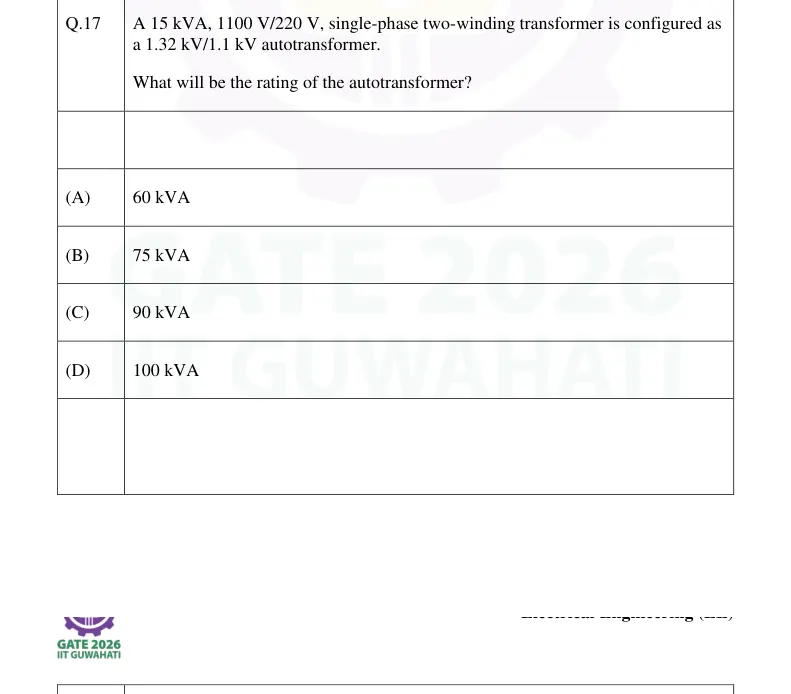 Q.17 A 15 kVA, 1100 V/220 V, single-phase two-winding transformer is configured as
a 1.32 kV/1.1 kV autotransformer.
What will be the rating of the autotransformer?
(A) 60 kVA
(B) 75 kVA
(C) 90 kVA
(D) 100 kVA
GATE 2026
IIT GUWAHATI
GATE 2026
IIT GUWAHATI